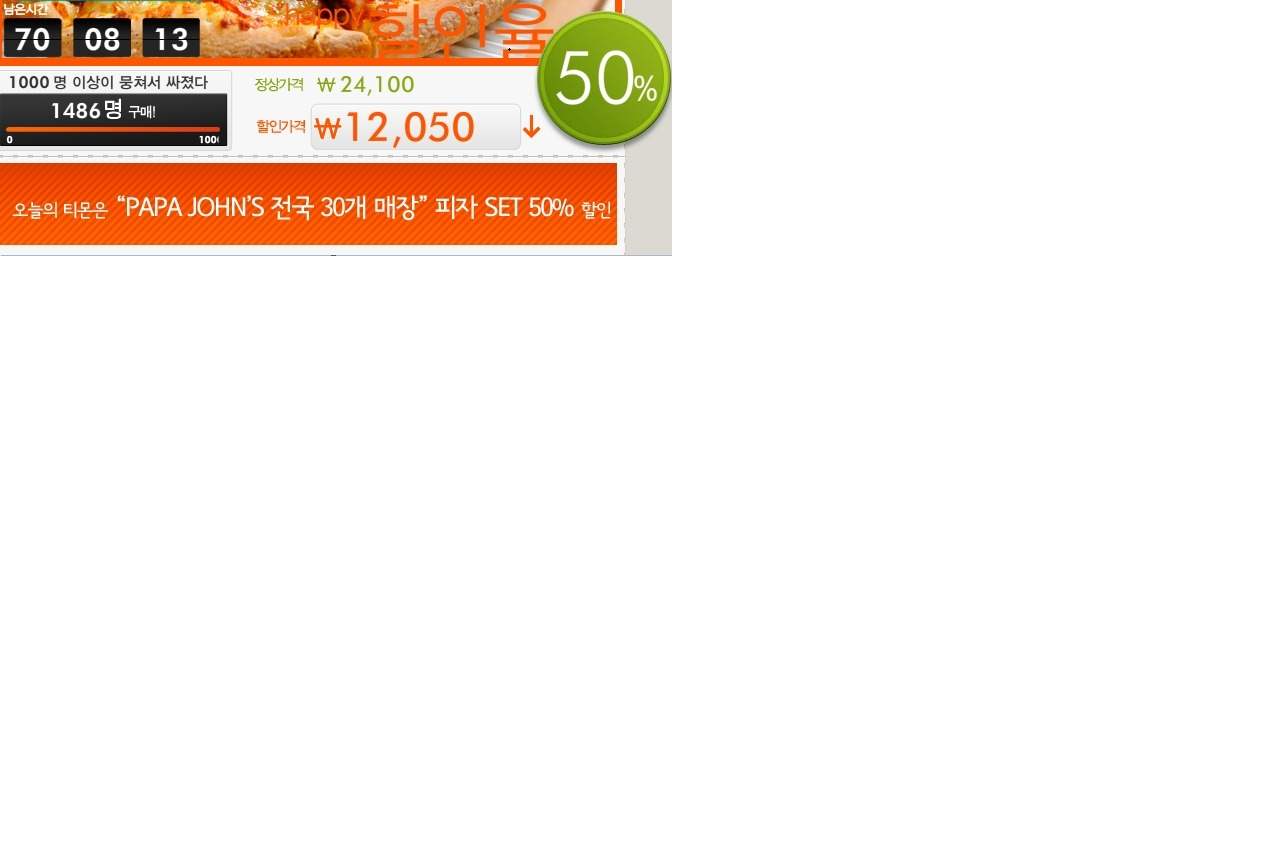 남은시간
happy
할인율
70 08 13
50%
1000 명 이상이 뭉쳐서 싸졌다
정상가격 ₩ 24,100
1486 명 구매!
할인가격 ₩12,050
0 100
오늘의 티몬은 “PAPA JOHN’S 전국 30개 매장” 피자 SET 50% 할인